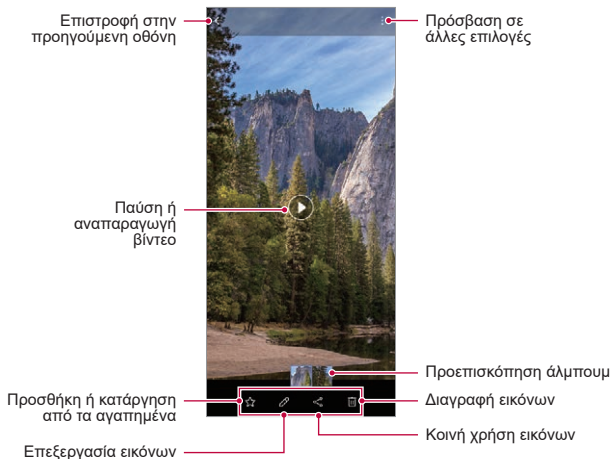 Επιστροφή στην
προηγούμενη οθόνη
Πρόσβαση σε
άλλες επιλογές
Παύση ή
αναπαραγωγή
βίντεο
Προεπισκόπηση άλμπουμ
Προσθήκη ή κατάργηση
από τα αγαπημένα
Διαγραφή εικόνων
Κοινή χρήση εικόνων
Επεξεργασία εικόνων